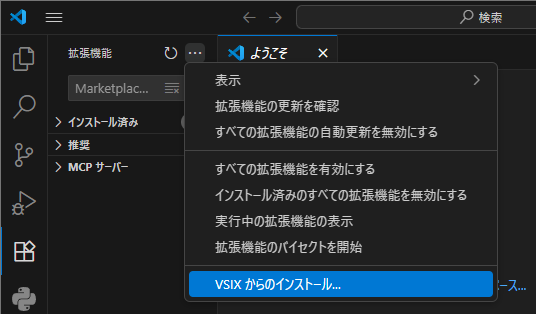 検索
拡張機能
ようこそ
Marketplac...
表示
拡張機能の更新を確認
すべての拡張機能の自動更新を無効にする
インストール済み
推奨
MCP サーバー
すべての拡張機能を有効にする
インストール済みのすべての拡張機能を無効にする
実行中の拡張機能の表示
拡張機能のバイセクトを開始
VSIX からのインストール...
ース...